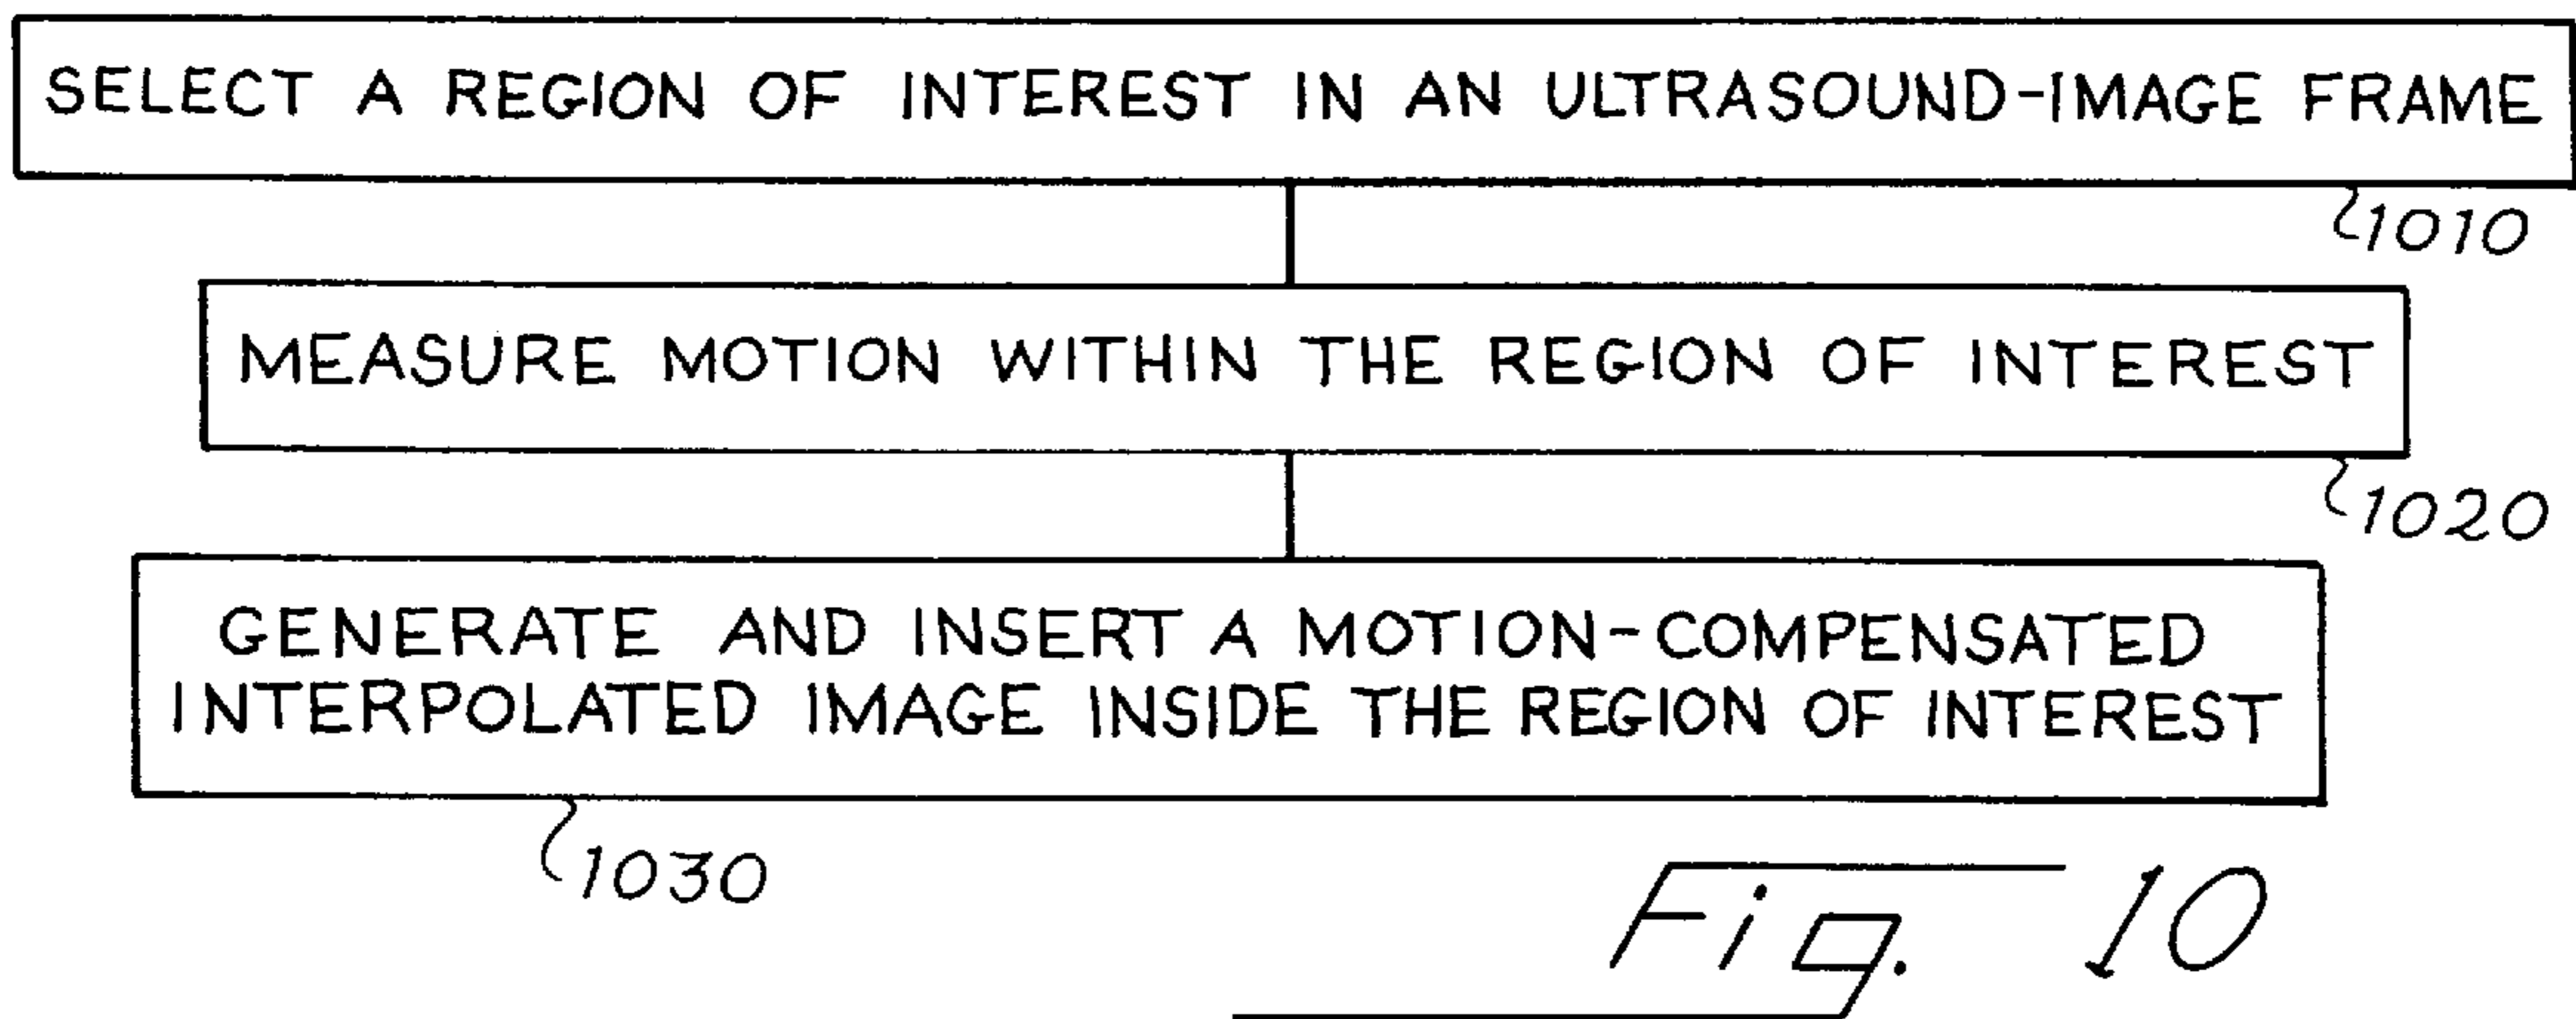 SELECT A REGION OF INTEREST IN AN ULTRASOUND-IMAGE FRAME
1010
MEASURE MOTION WITHIN THE REGION OF INTEREST
1020
GENERATE AND INSERT A MOTION-COMPENSATED
INTERPOLATED IMAGE INSIDE THE REGION OF INTEREST
1030
Fig. 10